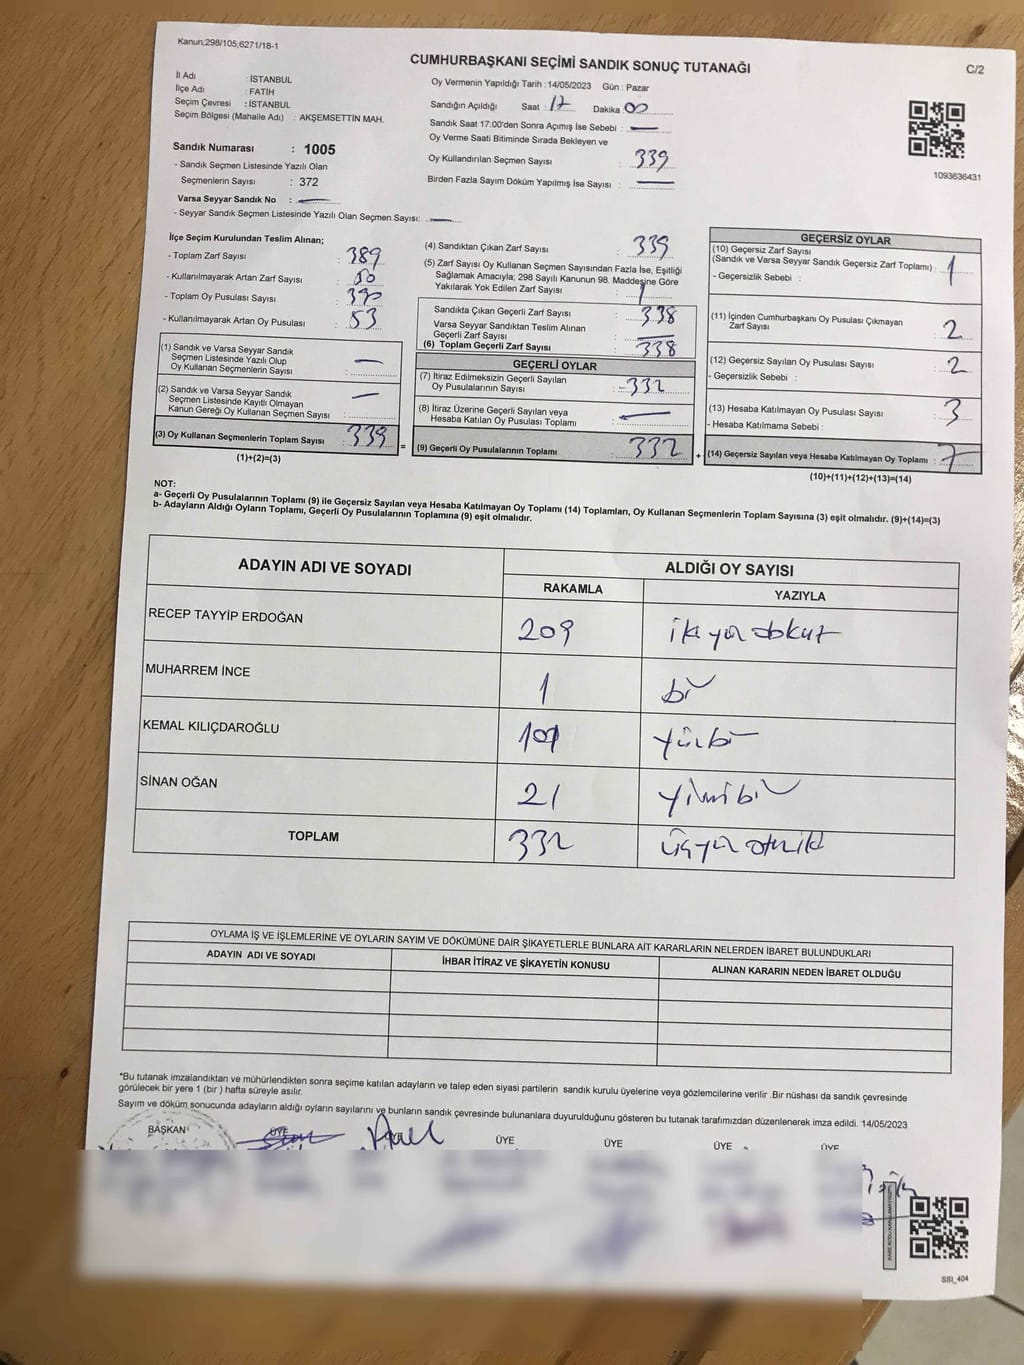 Kanun;298/105;6271/18-1
CUMHURBAŞKANI SEÇİMİ SANDIK SONUÇ TUTANAĞI
C/2
İl Adı : İSTANBUL
İlçe Adı : FATİH
Seçim Çevresi : İSTANBUL
Seçim Bölgesi (Mahalle Adı) : AKŞEMSETTİN MAH.
Sandık Numarası : 1005
- Sandık Seçmen Listesinde Yazılı Olan
Seçmenlerin Sayısı : 372
Varsa Seyyar Sandık No : —
- Seyyar Sandık Seçmen Listesinde Yazılı Olan Seçmen Sayısı: —
Oy Vermenin Yapıldığı Tarih : 14/05/2023 Gün : Pazar
Sandığın Açıldığı Saat : 17 Dakika : 00
Sandık Saat 17:00'den Sonra Açımış İse Sebebi : —
Oy Verme Saati Bitiminde Sırada Bekleyen ve
Oy Kullandırılan Seçmen Sayısı : 339
Birden Fazla Sayım Döküm Yapılmış İse Sayısı : —
1093636431
İlçe Seçim Kurulundan Teslim Alınan;
- Toplam Zarf Sayısı : 389
- Kullanılmayarak Artan Zarf Sayısı : 50
- Toplam Oy Pusulası Sayısı :
- Kullanılmayarak Artan Oy Pusulası : 53
(1) Sandık ve Varsa Seyyar Sandık
Seçmen Listesinde Yazılı Olup
Oy Kullanan Seçmenlerin Sayısı : —
(2) Sandık ve Varsa Seyyar Sandık
Seçmen Listesinde Kayıtlı Olmayan
Kanun Gereği Oy Kullanan Seçmen Sayısı : —
(3) Oy Kullanan Seçmenlerin Toplam Sayısı : 339
(1)+(2)=(3)
(4) Sandıktan Çıkan Zarf Sayısı : 339
(5) Zarf Sayısı Oy Kullanan Seçmen Sayısından Fazla İse, Eşitliği
Sağlamak Amacıyla; 298 Sayılı Kanunun 98. Maddesine Göre
Yakılarak Yok Edilen Zarf Sayısı : 1
Sandıkta Çıkan Geçerli Zarf Sayısı : 338
Varsa Seyyar Sandıktan Teslim Alınan
Geçerli Zarf Sayısı : —
(6) Toplam Geçerli Zarf Sayısı : 338
GEÇERLİ OYLAR
(7) İtiraz Edilmeksizin Geçerli Sayılan
Oy Pusulalarının Sayısı : 332
(8) İtiraz Üzerine Geçerli Sayılan veya
Hesaba Katılan Oy Pusulası Toplamı : —
= (9) Geçerli Oy Pusulalarının Toplamı : 332 +
GEÇERSİZ OYLAR
(10) Geçersiz Zarf Sayısı
(Sandık ve Varsa Seyyar Sandık Geçersiz Zarf Toplamı) : 1
- Geçersizlik Sebebi :
(11) İçinden Cumhurbaşkanı Oy Pusulası Çıkmayan
Zarf Sayısı : 2
(12) Geçersiz Sayılan Oy Pusulası Sayısı : 2
- Geçersizlik Sebebi :
(13) Hesaba Katılmayan Oy Pusulası Sayısı : 3
- Hesaba Katılmama Sebebi :
(14) Geçersiz Sayılan veya Hesaba Katılmayan Oy Toplamı : 7
(10)+(11)+(12)+(13)=(14)
NOT:
a- Geçerli Oy Pusulalarının Toplamı (9) ile Geçersiz Sayılan veya Hesaba Katılmayan Oy Toplamı (14) Toplamları, Oy Kullanan Seçmenlerin Toplam Sayısına (3) eşit olmalıdır. (9)+(14)=(3)
b- Adayların Aldığı Oyların Toplamı, Geçerli Oy Pusulalarının Toplamına (9) eşit olmalıdır.
ADAYIN ADI VE SOYADI ALDIĞI OY SAYISI
RAKAMLA YAZIYLA
RECEP TAYYİP ERDOĞAN 209 iki yüz dokuz
MUHARREM İNCE 1 bir
KEMAL KILIÇDAROĞLU 101 yüzbir
SİNAN OĞAN 21 yirmibir
TOPLAM 332 üçyüz otuziki
OYLAMA İŞ VE İŞLEMLERİNE VE OYLARIN SAYIM VE DÖKÜMÜNE DAİR ŞİKAYETLERLE BUNLARA AİT KARARLARIN NELERDEN İBARET BULUNDUKLARI
ADAYIN ADI VE SOYADI İHBAR İTİRAZ VE ŞİKAYETİN KONUSU ALINAN KARARIN NEDEN İBARET OLDUĞU
*Bu tutanak imzalandıktan ve mühürlendikten sonra seçime katılan adayların ve talep eden siyasi partilerin sandık kurulu üyelerine veya gözlemcilerine verilir .Bir nüshası da sandık çevresinde
görülecek bir yere 1 (bir ) hafta süreyle asılır.
Sayım ve döküm sonucunda adayların aldığı oyların sayılarını ve bunların sandık çevresinde bulunanlara duyurulduğunu gösteren bu tutanak tarafımızdan düzenlenerek imza edildi. 14/05/2023
BAŞKAN ÜYE ÜYE ÜYE ÜYE ÜYE ÜYE
SSI_404